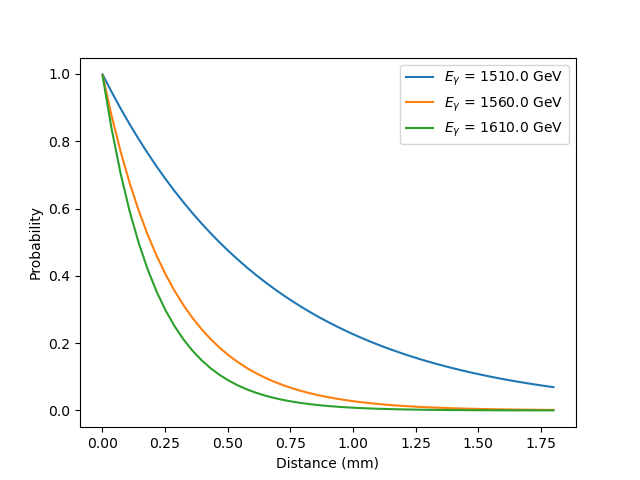 1.0
0.8
0.6
0.4
0.2
0.0
Probability
0.00 0.25 0.50 0.75 1.00 1.25 1.50 1.75
Distance (mm)
Eγ = 1510.0 GeV
Eγ = 1560.0 GeV
Eγ = 1610.0 GeV